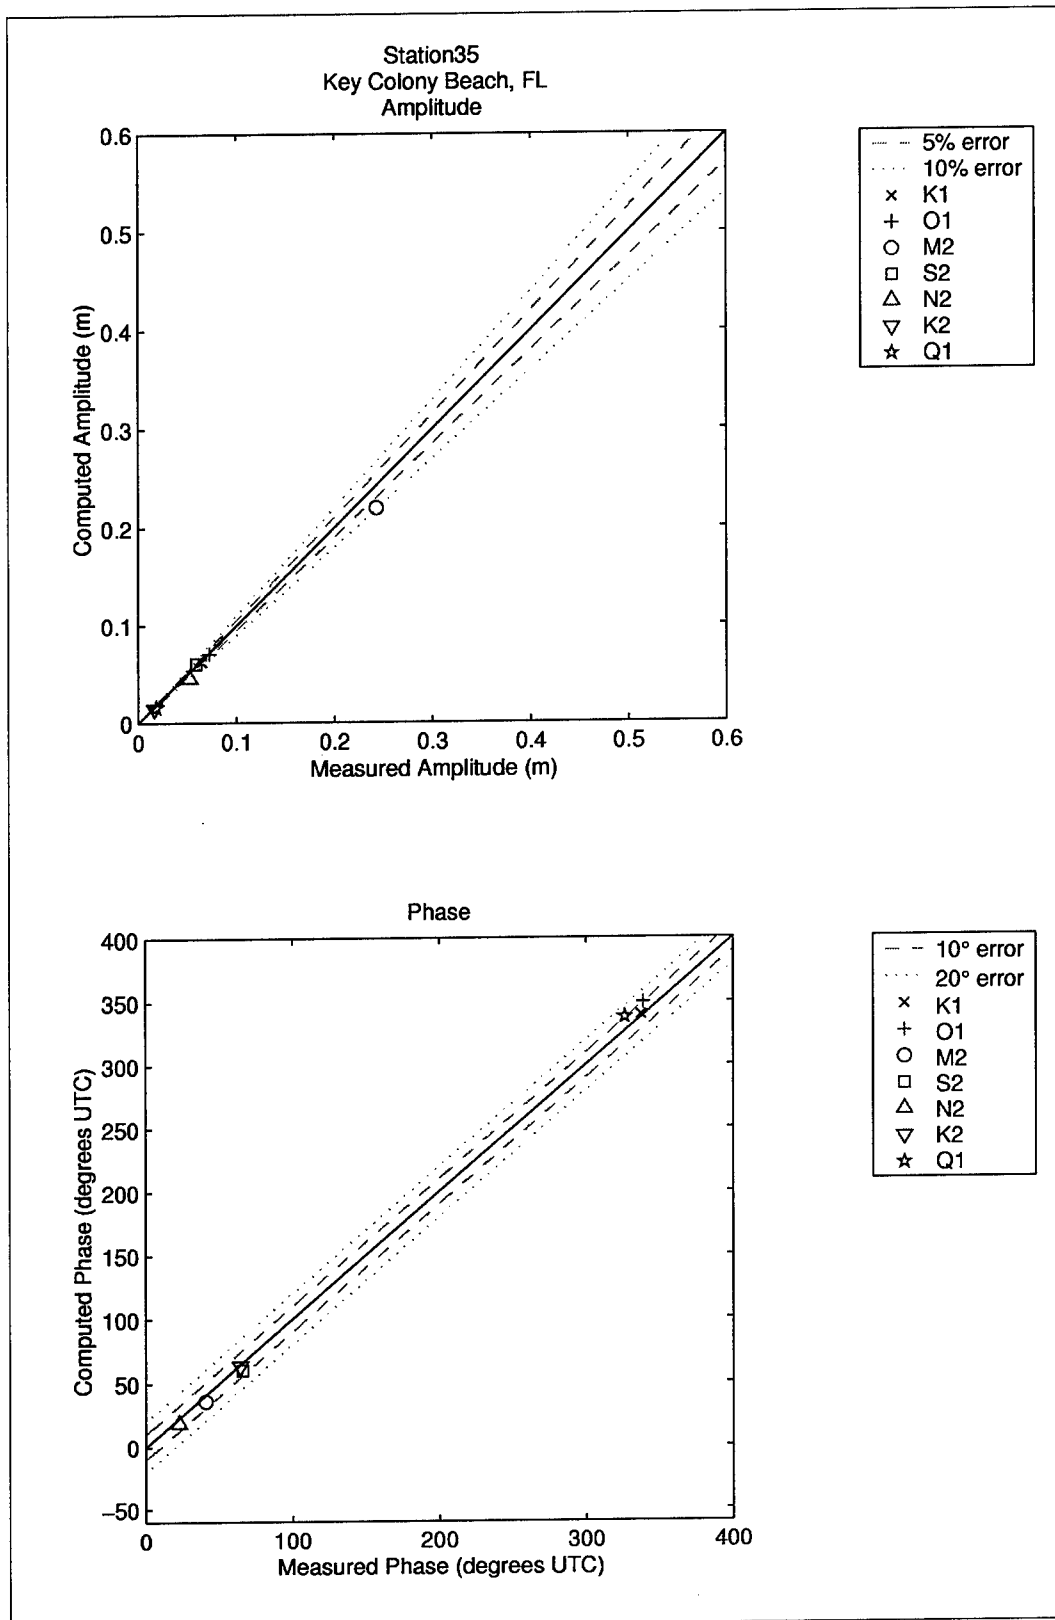 Station35
Key Colony Beach, FL
Amplitude
0.6
0.5
0.4
0.3
0.2
0.1
0
Computed Amplitude (m)
0 0.1 0.2 0.3 0.4 0.5 0.6
Measured Amplitude (m)
5% error
10% error
K1
O1
M2
S2
N2
K2
Q1
Phase
400
350
300
250
200
150
100
50
0
−50
Computed Phase (degrees UTC)
0 100 200 300 400
Measured Phase (degrees UTC)
10° error
20° error
K1
O1
M2
S2
N2
K2
Q1